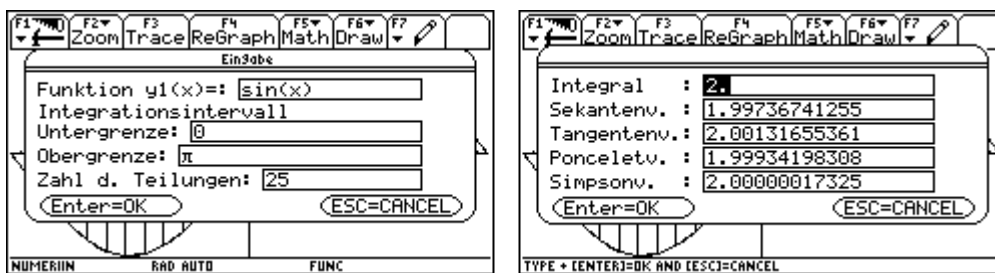 F1 F2 F3 F4 F5 F6 F7
Zoom Trace ReGraph Math Draw
Eingabe
Funktion y1(x)=: sin(x)
Integrationsintervall
Untergrenze: 0
Obergrenze: π
Zahl d. Teilungen: 25
Enter=OK ESC=CANCEL
NUMERIIN RAD AUTO FUNC
F1 F2 F3 F4 F5 F6 F7
Zoom Trace ReGraph Math Draw
Integral : 2.
Sekantenv. : 1.99736741255
Tangentenv.: 2.00131655361
Ponceletv. : 1.99934198308
Simpsonv. : 2.00000017325
Enter=OK ESC=CANCEL
TYPE + [ENTER]=OK AND [ESC]=CANCEL